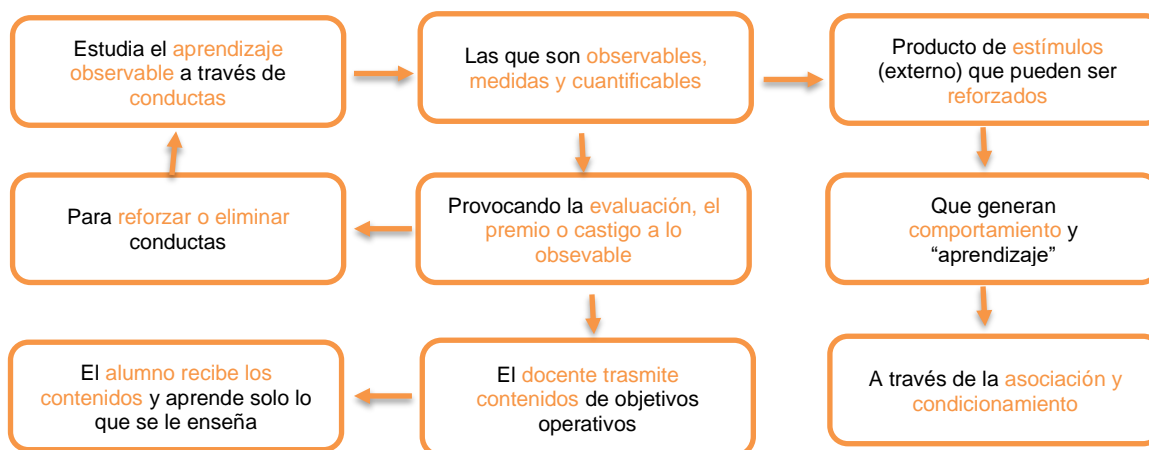 Estudia el aprendizaje
observable a través de
conductas
Las que son observables,
medidas y cuantificables
Producto de estímulos
(externo) que pueden ser
reforzados
Para reforzar o eliminar
conductas
Provocando la evaluación, el
premio o castigo a lo
obsevable
Que generan
comportamiento y
“aprendizaje”
El alumno recibe los
contenidos y aprende solo lo
que se le enseña
El docente trasmite
contenidos de objetivos
operativos
A través de la asociación y
condicionamiento